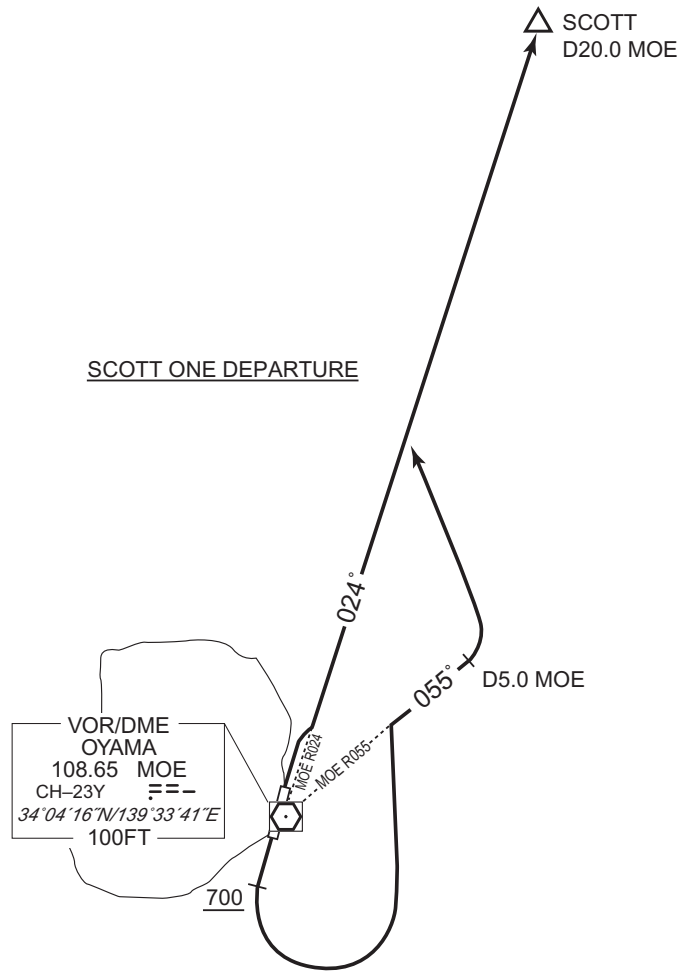 SCOTT
D20.0 MOE
SCOTT ONE DEPARTURE
024°
055°
D5.0 MOE
MOE R024
MOE R055
VOR/DME
OYAMA
108.65 MOE
CH–23Y
34°04´16˝N/139°33´41˝E
100FT
700